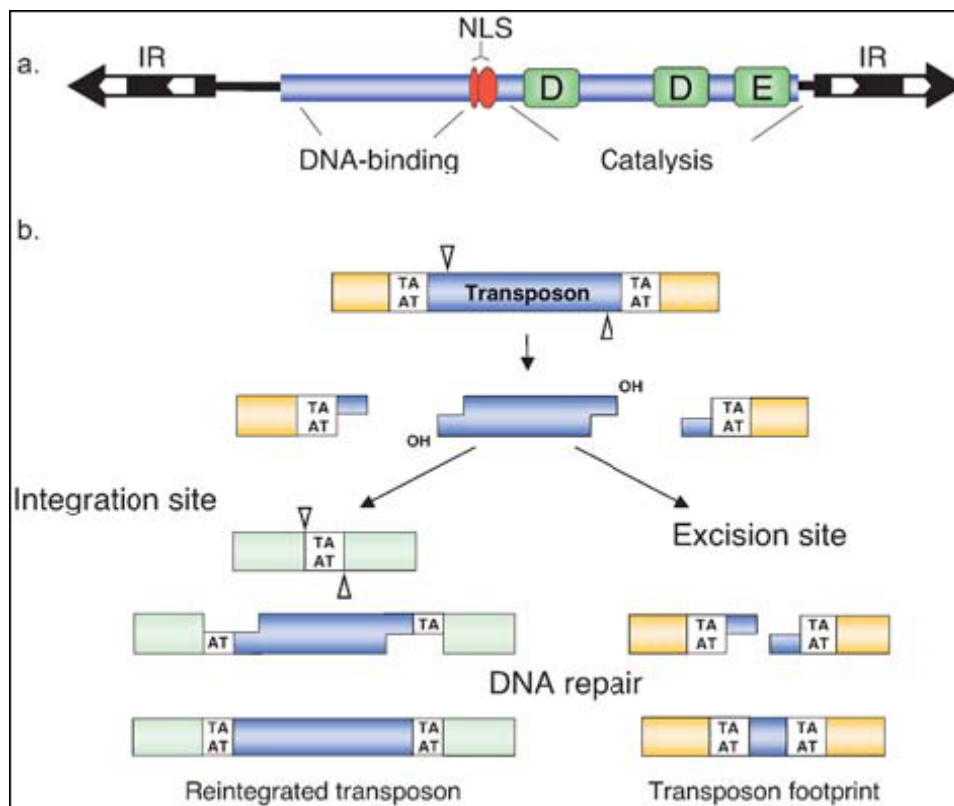 a.
NLS
IR
IR
D
D
E
DNA-binding
Catalysis
b.
TA
AT
Transposon
TA
AT
TA
AT
OH
OH
TA
AT
Integration site
Excision site
TA
AT
AT
TA
TA
AT
TA
AT
DNA repair
TA
AT
TA
AT
TA
AT
TA
AT
Reintegrated transposon
Transposon footprint